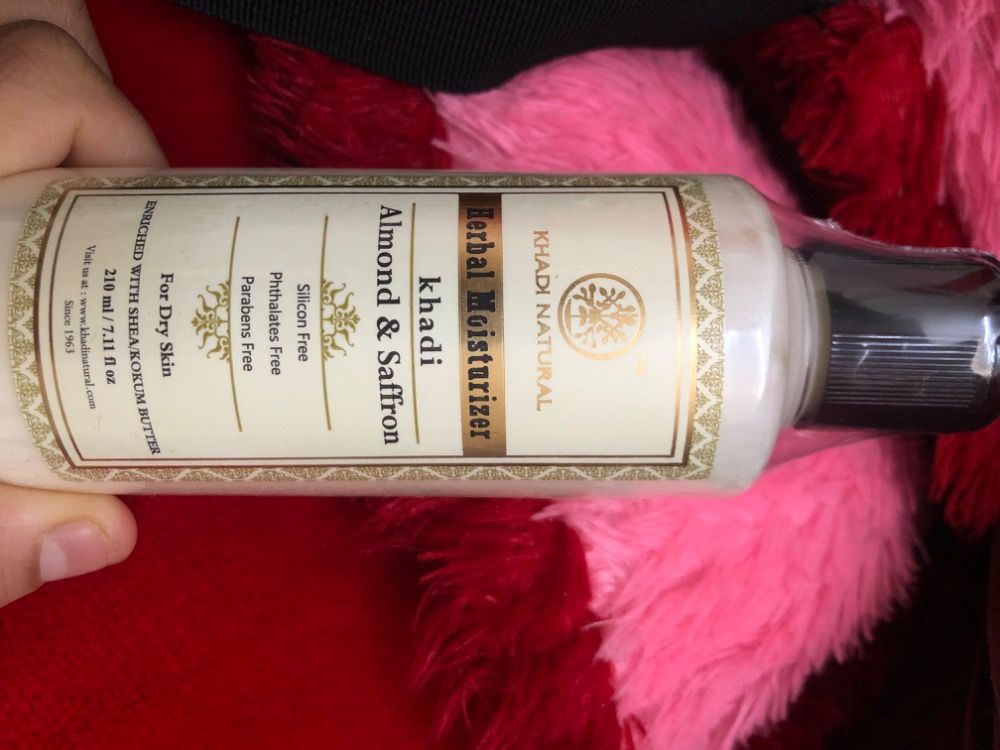 KHADI NATURAL
Herbal Moisturizer
khadi
Almond & Saffron
Silicon Free
Phthalates Free
Parabens Free
For Dry Skin
ENRICHED WITH SHEA/KOKUM BUTTER
210 ml / 7.11 fl oz
Visit us at : www.khadinatural.com
Since 1963